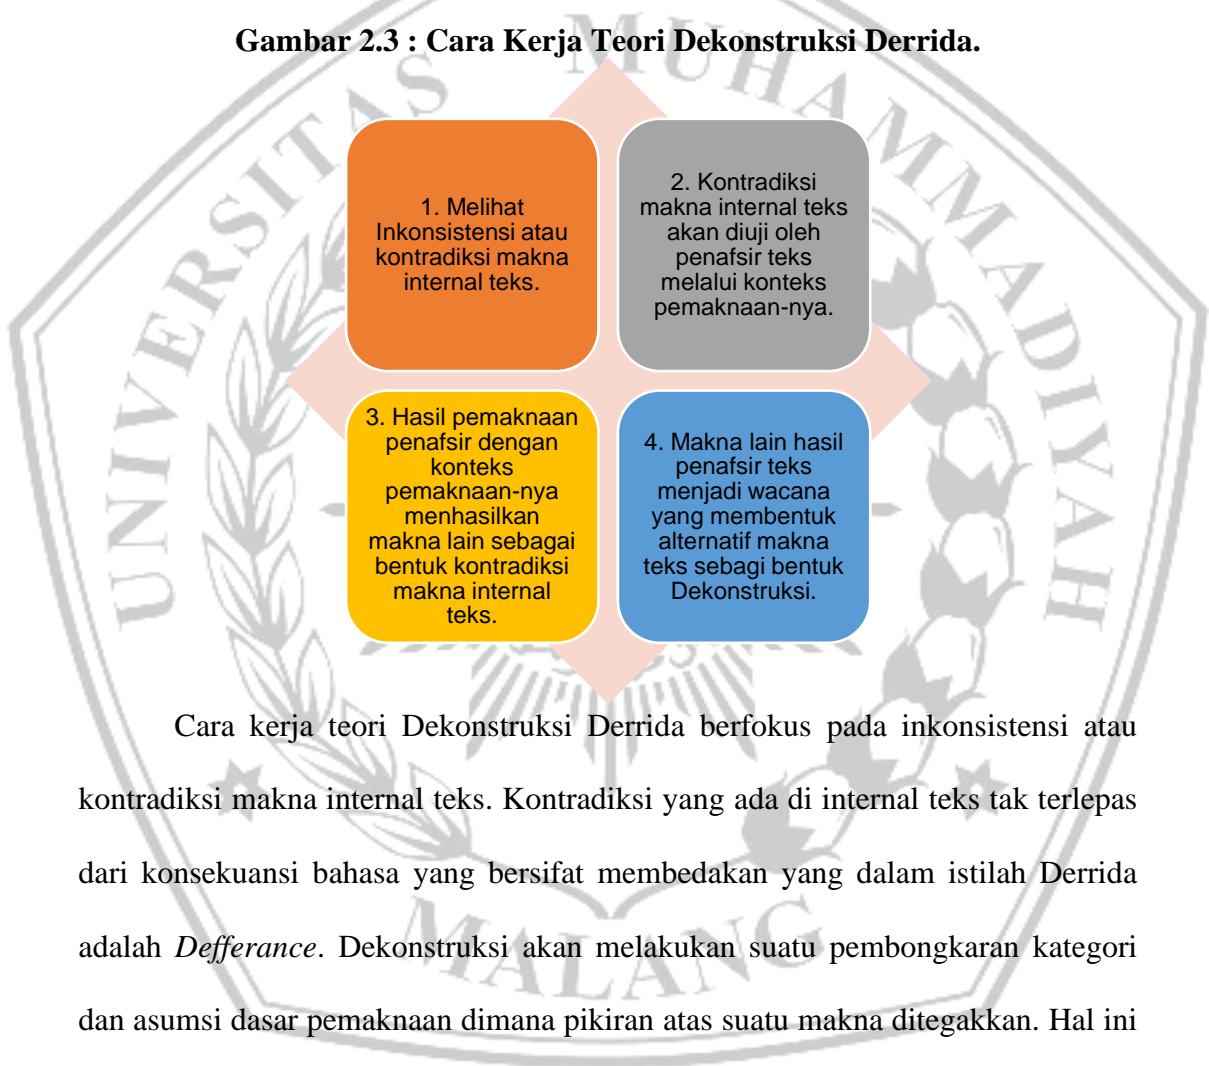 Gambar 2.3 : Cara Kerja Teori Dekonstruksi Derrida.
1. Melihat
Inkonsistensi atau
kontradiksi makna
internal teks.
2. Kontradiksi
makna internal teks
akan diuji oleh
penafsir teks
melalui konteks
pemaknaan-nya.
3. Hasil pemaknaan
penafsir dengan
konteks
pemaknaan-nya
menhasilkan
makna lain sebagai
bentuk kontradiksi
makna internal
teks.
4. Makna lain hasil
penafsir teks
menjadi wacana
yang membentuk
alternatif makna
teks sebagi bentuk
Dekonstruksi.
Cara kerja teori Dekonstruksi Derrida berfokus pada inkonsistensi atau
kontradiksi makna internal teks. Kontradiksi yang ada di internal teks tak terlepas
dari konsekuansi bahasa yang bersifat membedakan yang dalam istilah Derrida
adalah Defferance. Dekonstruksi akan melakukan suatu pembongkaran kategori
dan asumsi dasar pemaknaan dimana pikiran atas suatu makna ditegakkan. Hal ini
UNIVERSITAS MUHAMMADIYAH
MALANG